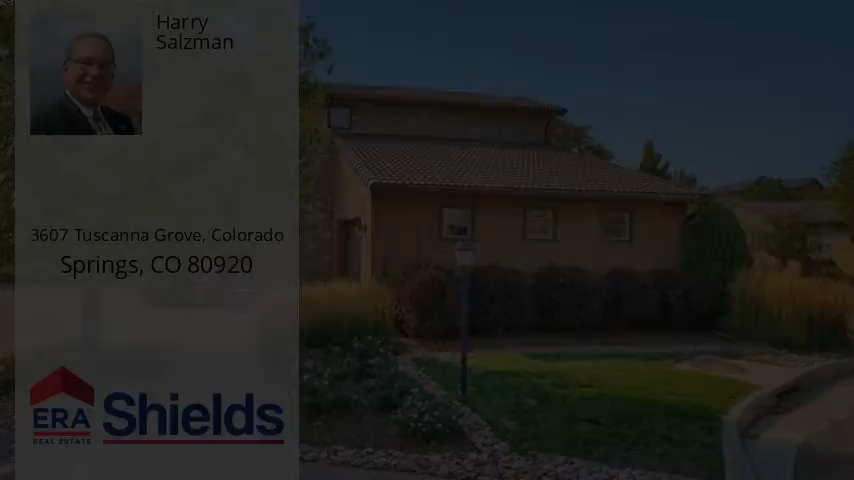 Harry
Salzman
3607 Tuscanna Grove, Colorado
Springs, CO 80920
ERA
REAL ESTATE
Shields